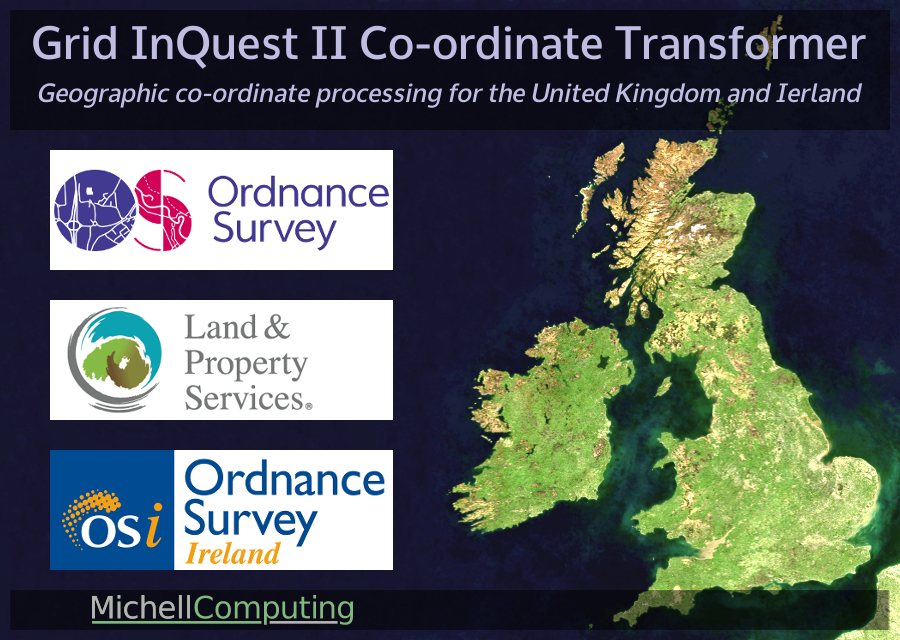 Grid InQuest II Co-ordinate Transformer
Geographic co-ordinate processing for the United Kingdom and Ierland
OS Ordnance
Survey
Land &
Property
Services®
Ordnance
Survey
osi Ireland
MichellComputing